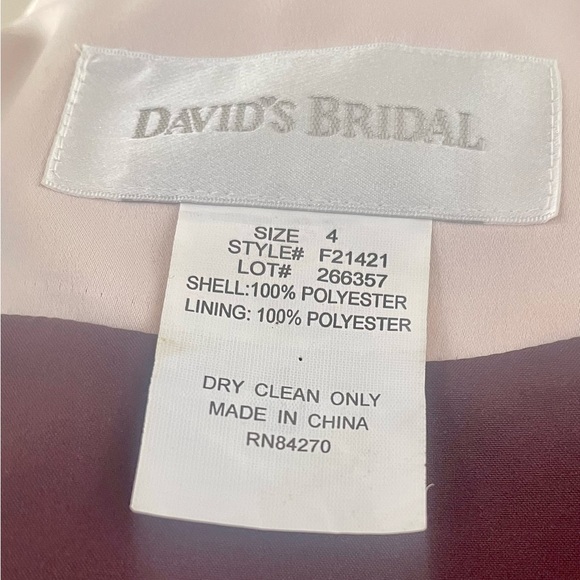 DAVID'S BRIDAL
SIZE 4
STYLE# F21421
LOT# 266357
SHELL:100% POLYESTER
LINING: 100% POLYESTER
.
DRY CLEAN ONLY
MADE IN CHINA
RN84270